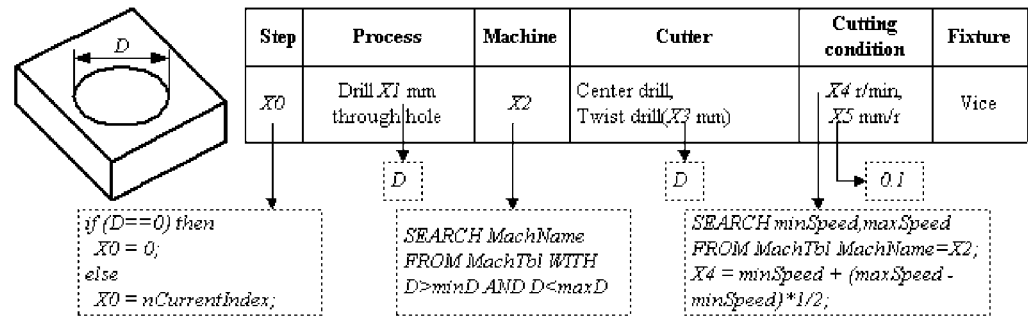 D
Step Process Machine Cutter Cutting condition Fixture
X0 Drill X1 mm through hole X2 Center drill, Twist drill(X3 mm) X4 r/min, X5 mm/r Vice
D
D
0.1
if (D==0) then
X0 = 0;
else
X0 = nCurrentIndex;
SEARCH MachName
FROM MachTbl WITH
D>minD AND D<maxD
SEARCH minSpeed,maxSpeed
FROM MachTbl MachName=X2;
X4 = minSpeed + (maxSpeed -
minSpeed)*1/2;